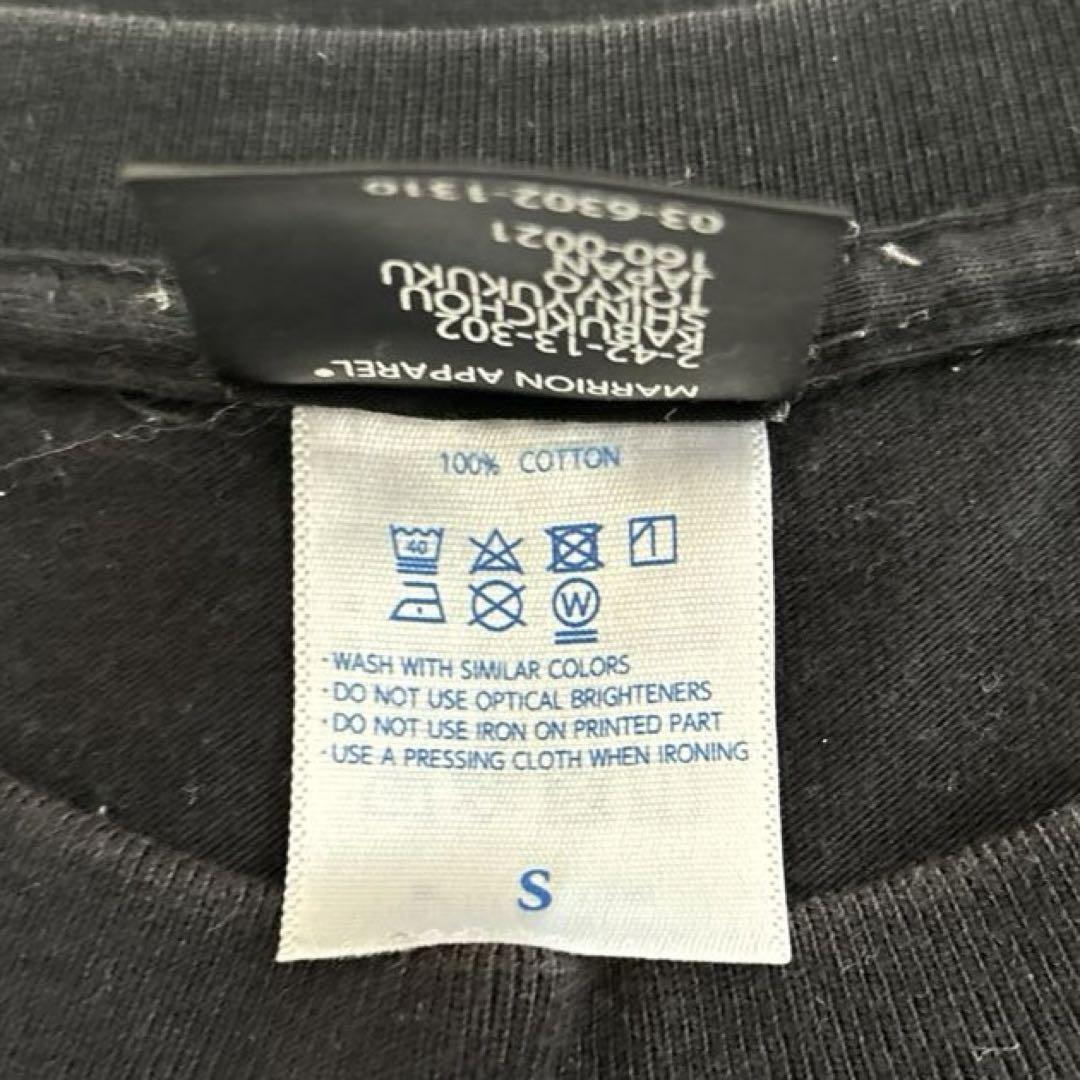 MARRION APPAREL®
2-42-13-302
KABUKICHOU
SHINYUKUKU
TOKYO
JAPAN
160-0021
03-6302-1310
100% COTTON
40
W
·WASH WITH SIMILAR COLORS
·DO NOT USE OPTICAL BRIGHTENERS
·DO NOT USE IRON ON PRINTED PART
·USE A PRESSING CLOTH WHEN IRONING
S